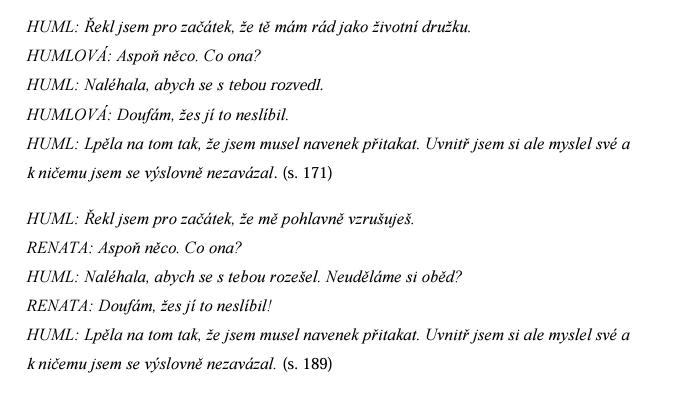 HUML: Řekl jsem pro začátek, že tě mám rád jako životní družku.
HUMLOVÁ: Aspoň něco. Co ona?
HUML: Naléhala, abych se s tebou rozvedl.
HUMLOVÁ: Doufám, žes jí to neslíbil.
HUML: Lpěla na tom tak, že jsem musel navenek přitakat. Uvnitř jsem si ale myslel své a
k ničemu jsem se výslovně nezavázal. (s. 171)
HUML: Řekl jsem pro začátek, že mě pohlavně vzrušuješ.
RENATA: Aspoň něco. Co ona?
HUML: Naléhala, abych se s tebou rozešel. Neuděláme si oběd?
RENATA: Doufám, žes jí to neslíbil!
HUML: Lpěla na tom tak, že jsem musel navenek přitakat. Uvnitř jsem si ale myslel své a
k ničemu jsem se výslovně nezavázal. (s. 189)